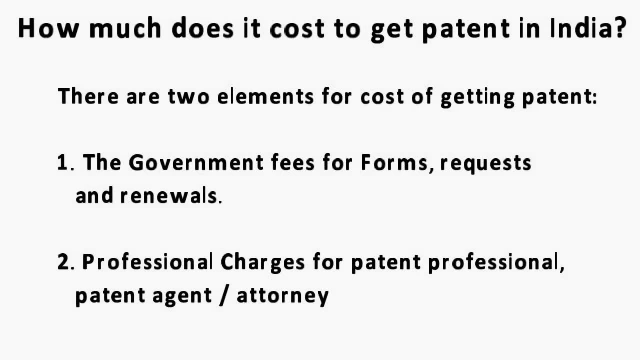 How much does it cost to get patent in India?
There are two elements for cost of getting patent:
1. The Government fees for Forms, requests
and renewals.
2. Professional Charges for patent professional,
patent agent / attorney